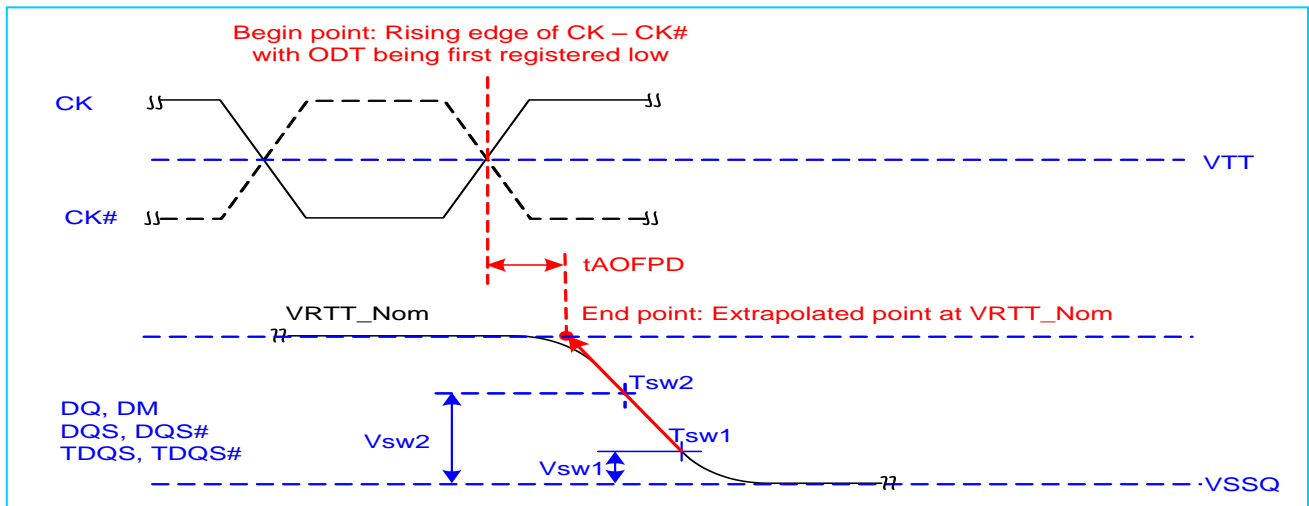 Begin point: Rising edge of CK – CK#
with ODT being first registered low
CK
VTT
CK#
tAOFPD
VRTT_Nom
End point: Extrapolated point at VRTT_Nom
Tsw2
DQ, DM
DQS, DQS#
TDQS, TDQS#
Vsw2
Tsw1
Vsw1
VSSQ